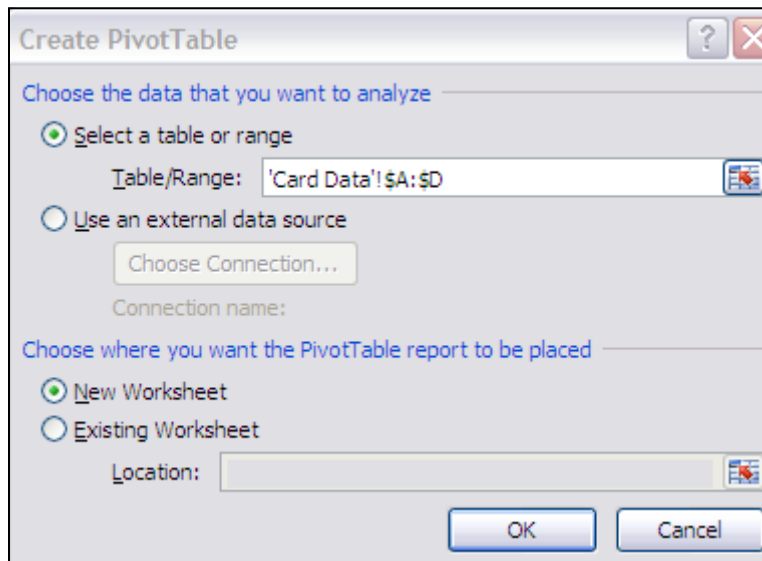 Create PivotTable
?
Choose the data that you want to analyze
Select a table or range
Table/Range: 'Card Data'!$A:$D
Use an external data source
Choose Connection...
Connection name:
Choose where you want the PivotTable report to be placed
New Worksheet
Existing Worksheet
Location:
OK Cancel